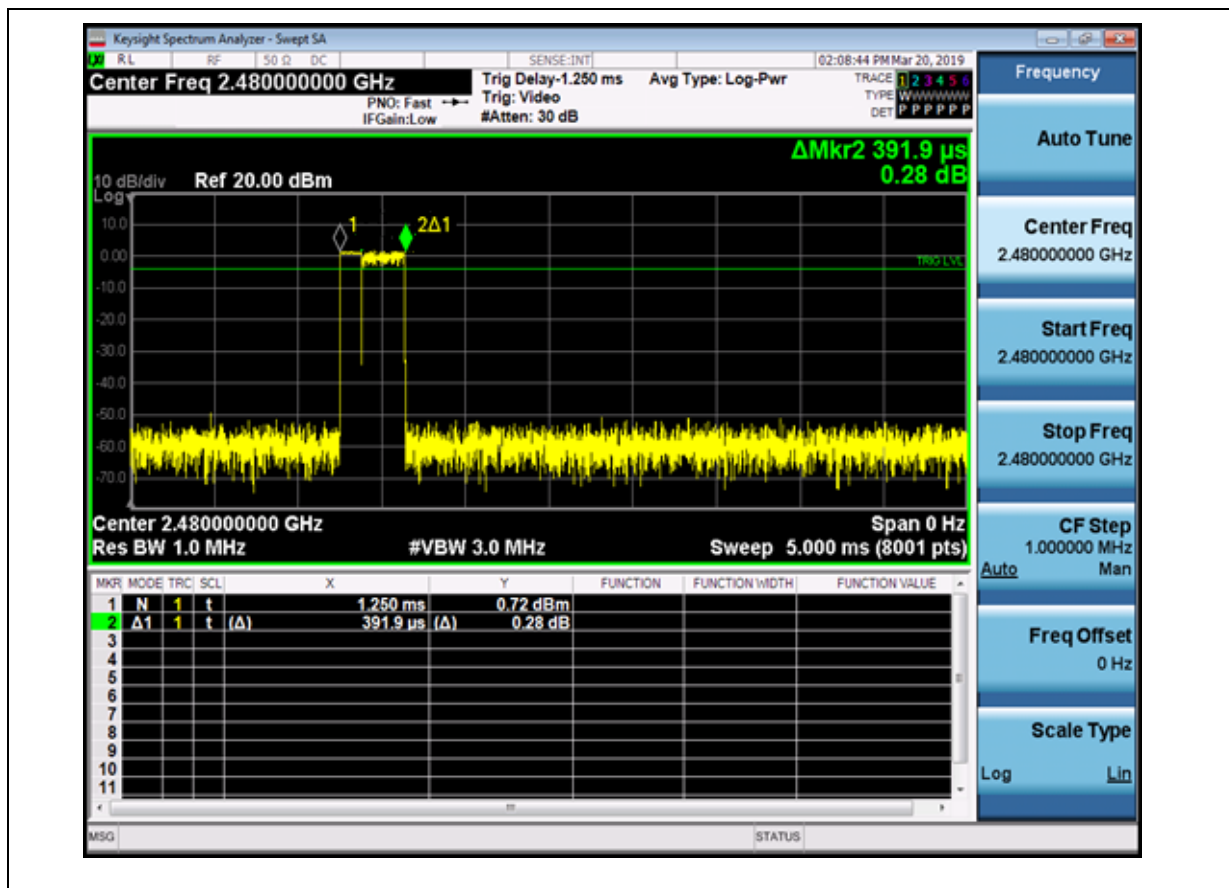 Keysight Spectrum Analyzer - Swept SA
LXI RL RF 50 Ω DC SENSE:INT 02:08:44 PM Mar 20, 2019
Center Freq 2.480000000 GHz
PNO: Fast
IFGain:Low
Trig Delay-1.250 ms
Trig: Video
#Atten: 30 dB
Avg Type: Log-Pwr
TRACE 1 2 3 4 5 6
TYPE WWWWWW
DET P P P P P P
ΔMkr2 391.9 µs
0.28 dB
10 dB/div Ref 20.00 dBm
Log
10.0
0.00
-10.0
-20.0
-30.0
-40.0
-50.0
-60.0
-70.0
1
2Δ1
TRIG LVL
Center 2.480000000 GHz Span 0 Hz
Res BW 1.0 MHz #VBW 3.0 MHz Sweep 5.000 ms (8001 pts)
MKR MODE TRC SCL X Y FUNCTION FUNCTION WIDTH FUNCTION VALUE
1 N 1 t 1.250 ms 0.72 dBm
2 Δ1 1 t (Δ) 391.9 µs (Δ) 0.28 dB
3
4
5
6
7
8
9
10
11
MSG STATUS
Frequency
Auto Tune
Center Freq
2.480000000 GHz
Start Freq
2.480000000 GHz
Stop Freq
2.480000000 GHz
CF Step
1.000000 MHz
Auto Man
Freq Offset
0 Hz
Scale Type
Log Lin